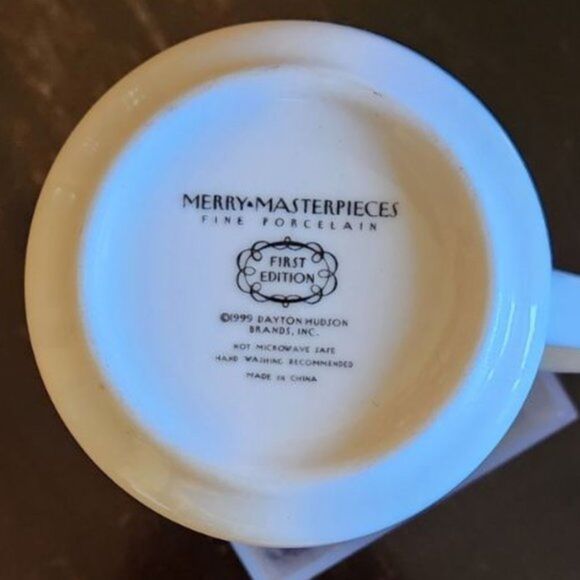 MERRY•MASTERPIECES
FINE PORCELAIN
FIRST
EDITION
©1999 DAYTON HUDSON
BRANDS, INC.
NOT MICROWAVE SAFE
HAND WASHING RECOMMENDED
MADE IN CHINA